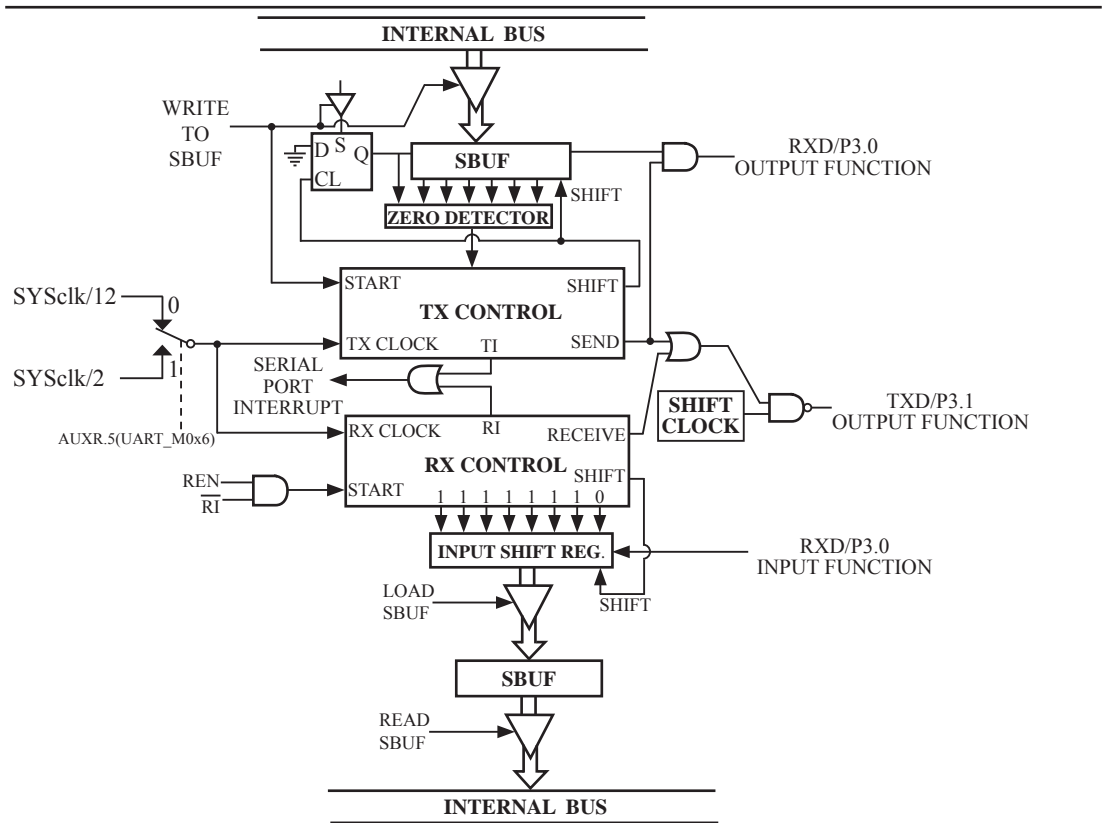 INTERNAL BUS
WRITE
TO
SBUF
D S Q
CL
SBUF
RXD/P3.0
OUTPUT FUNCTION
SHIFT
ZERO DETECTOR
START
SHIFT
TX CONTROL
SYSclk/12
0
TX CLOCK
TI
SEND
SYSclk/2
1
SERIAL
PORT
INTERRUPT
SHIFT
CLOCK
TXD/P3.1
OUTPUT FUNCTION
AUXR.5(UART_M0x6)
RX CLOCK
RI
RECEIVE
RX CONTROL
SHIFT
REN
RI
START
1 1 1 1 1 1 1 0
INPUT SHIFT REG.
RXD/P3.0
INPUT FUNCTION
LOAD
SBUF
SHIFT
SBUF
READ
SBUF
INTERNAL BUS